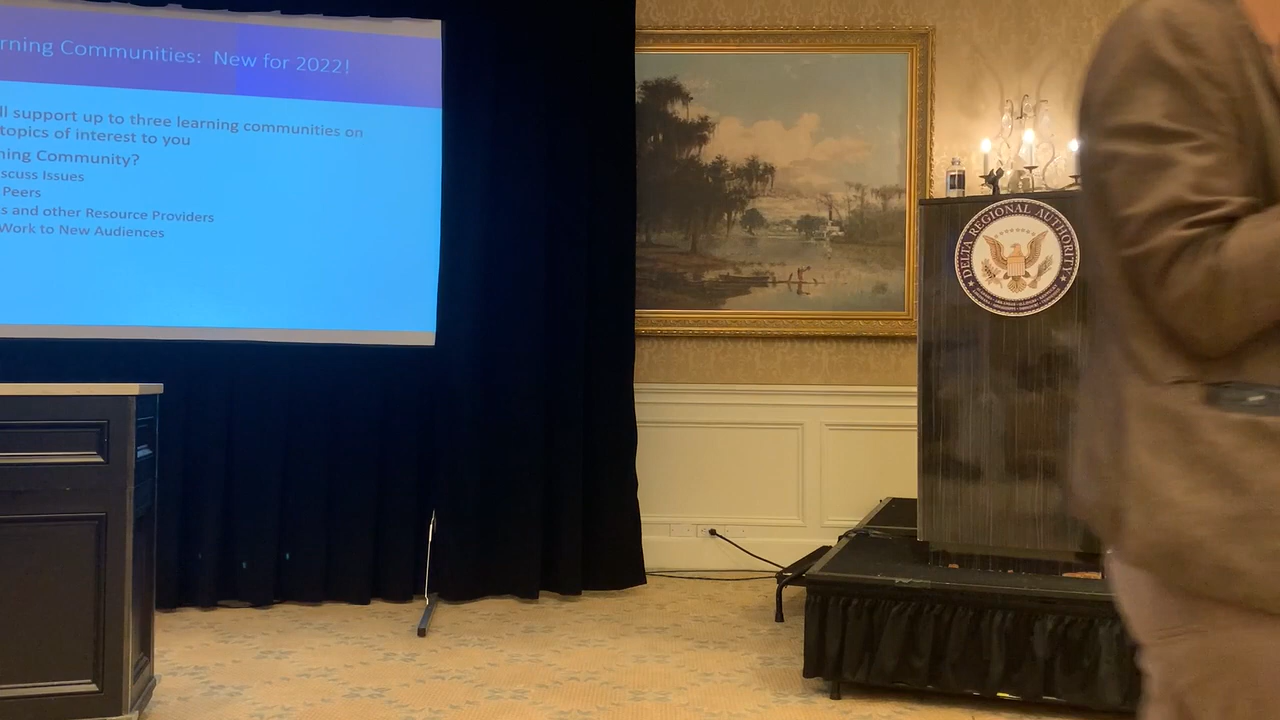 rning Communities: New for 2022!
ll support up to three learning communities on
topics of interest to you
ning Community?
scuss Issues
Peers
s and other Resource Providers
Work to New Audiences
DELTA REGIONAL AUTHORITY